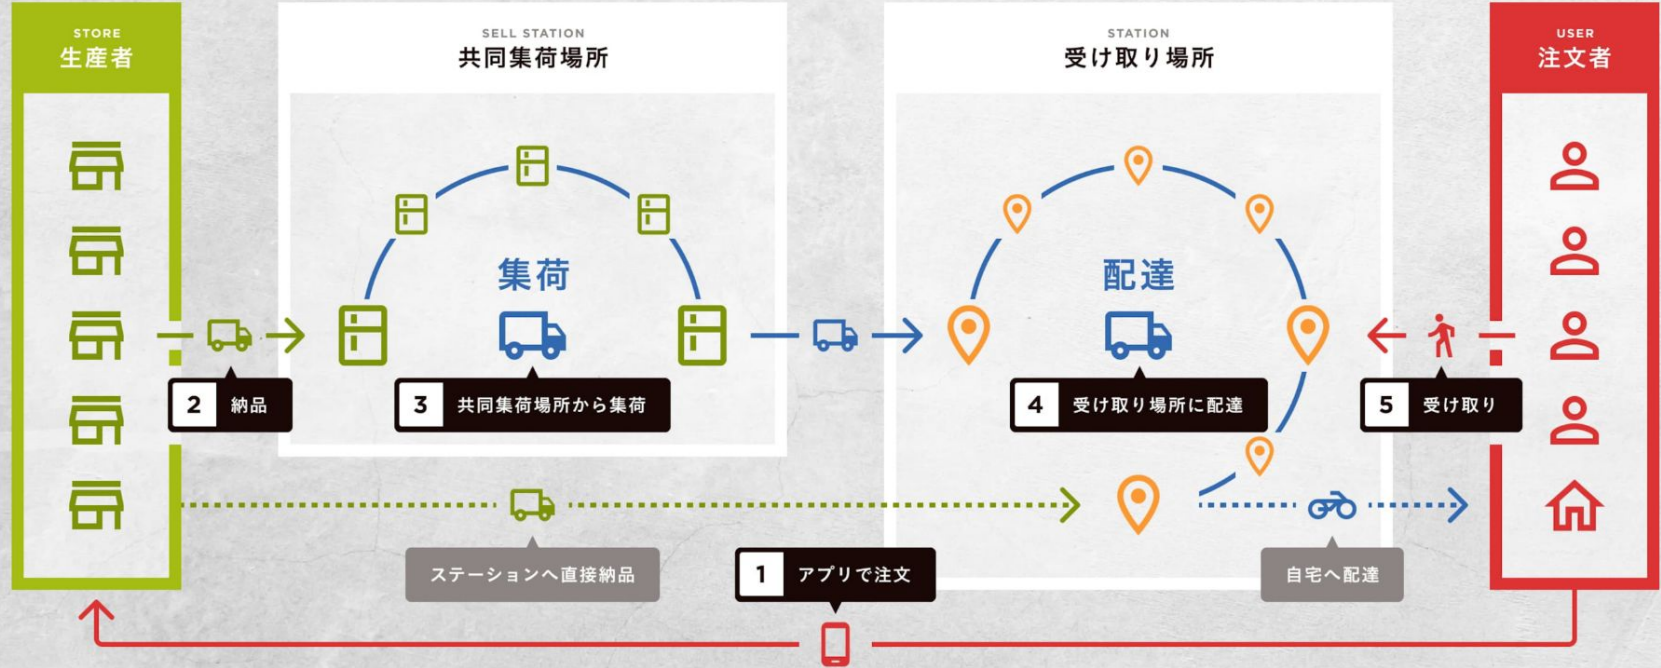 STORE
生産者
SELL STATION
共同集荷場所
STATION
受け取り場所
USER
注文者
集荷
配達
2 納品
3 共同集荷場所から集荷
4 受け取り場所に配達
5 受け取り
ステーションへ直接納品
1 アプリで注文
自宅へ配達